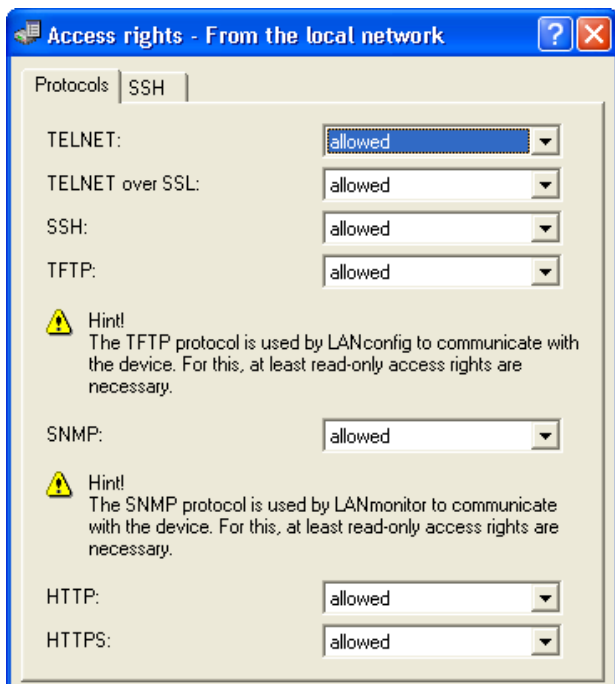 Access rights - From the local network
Protocols
SSH
TELNET:
allowed
TELNET over SSL:
allowed
SSH:
allowed
TFTP:
allowed
Hint!
The TFTP protocol is used by LANconfig to communicate with
the device. For this, at least read-only access rights are
necessary.
SNMP:
allowed
Hint!
The SNMP protocol is used by LANmonitor to communicate
with the device. For this, at least read-only access rights are
necessary.
HTTP:
allowed
HTTPS:
allowed